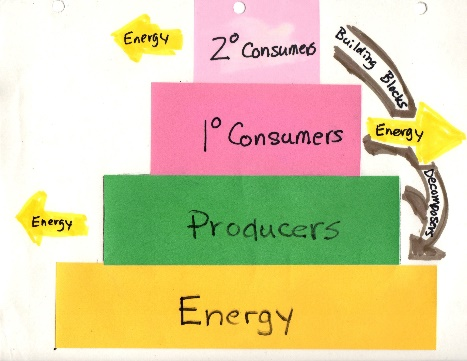 Energy
2° Consumers
Building Blocks
1° Consumers
Energy
Decomposers
Energy
Producers
Energy